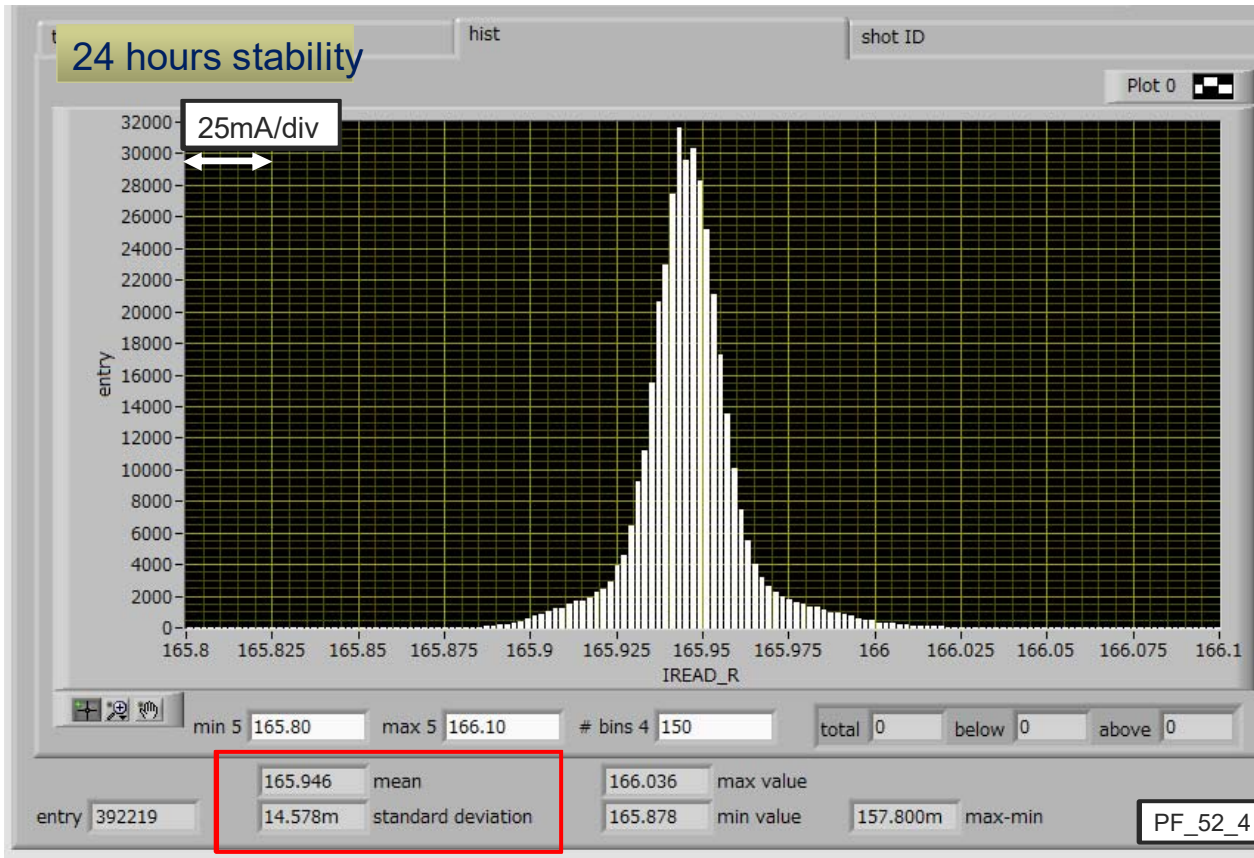 t
24 hours stability
hist
shot ID
Plot 0
25mA/div
32000
30000
28000
26000
24000
22000
20000
18000
16000
14000
12000
10000
8000
6000
4000
2000
0
entry
165.8 165.825 165.85 165.875 165.9 165.925 165.95 165.975 166 166.025 166.05 166.075 166.1
IREAD_R
min 5 165.80 max 5 166.10 # bins 4 150 total 0 below 0 above 0
165.946 mean 166.036 max value
entry 392219 14.578m standard deviation 165.878 min value 157.800m max-min
PF_52_4